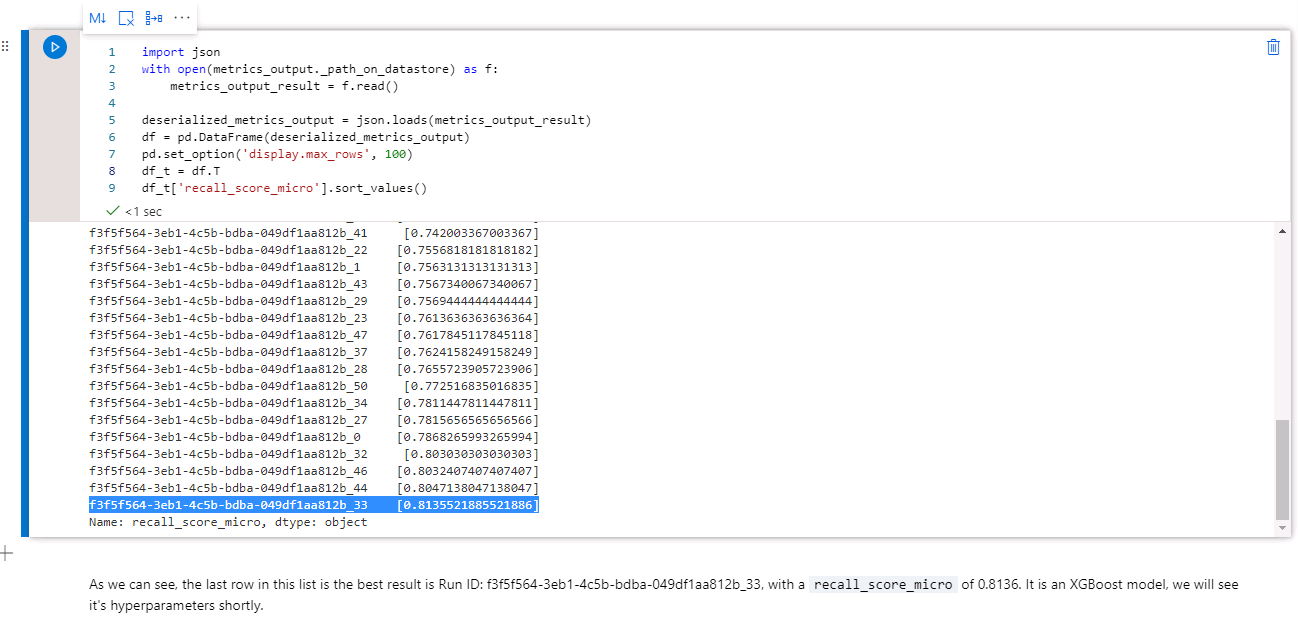 M↓
1 import json
2 with open(metrics_output._path_on_datastore) as f:
3     metrics_output_result = f.read()
4
5 deserialized_metrics_output = json.loads(metrics_output_result)
6 df = pd.DataFrame(deserialized_metrics_output)
7 pd.set_option('display.max_rows', 100)
8 df_t = df.T
9 df_t['recall_score_micro'].sort_values()
<1 sec
f3f5f564-3eb1-4c5b-bdba-049df1aa812b_41     [0.742003367003367]
f3f5f564-3eb1-4c5b-bdba-049df1aa812b_22    [0.7556818181818182]
f3f5f564-3eb1-4c5b-bdba-049df1aa812b_1     [0.7563131313131313]
f3f5f564-3eb1-4c5b-bdba-049df1aa812b_43    [0.7567340067340067]
f3f5f564-3eb1-4c5b-bdba-049df1aa812b_29    [0.7569444444444444]
f3f5f564-3eb1-4c5b-bdba-049df1aa812b_23    [0.7613636363636364]
f3f5f564-3eb1-4c5b-bdba-049df1aa812b_47    [0.7617845117845118]
f3f5f564-3eb1-4c5b-bdba-049df1aa812b_37    [0.7624158249158249]
f3f5f564-3eb1-4c5b-bdba-049df1aa812b_28    [0.7655723905723906]
f3f5f564-3eb1-4c5b-bdba-049df1aa812b_50     [0.772516835016835]
f3f5f564-3eb1-4c5b-bdba-049df1aa812b_34    [0.7811447811447811]
f3f5f564-3eb1-4c5b-bdba-049df1aa812b_27    [0.7815656565656566]
f3f5f564-3eb1-4c5b-bdba-049df1aa812b_0     [0.7868265993265994]
f3f5f564-3eb1-4c5b-bdba-049df1aa812b_32     [0.803030303030303]
f3f5f564-3eb1-4c5b-bdba-049df1aa812b_46    [0.8032407407407407]
f3f5f564-3eb1-4c5b-bdba-049df1aa812b_44    [0.8047138047138047]
f3f5f564-3eb1-4c5b-bdba-049df1aa812b_33    [0.8135521885521886]
Name: recall_score_micro, dtype: object
As we can see, the last row in this list is the best result is Run ID: f3f5f564-3eb1-4c5b-bdba-049df1aa812b_33, with a recall_score_micro of 0.8136. It is an XGBoost model, we will see
it's hyperparameters shortly.